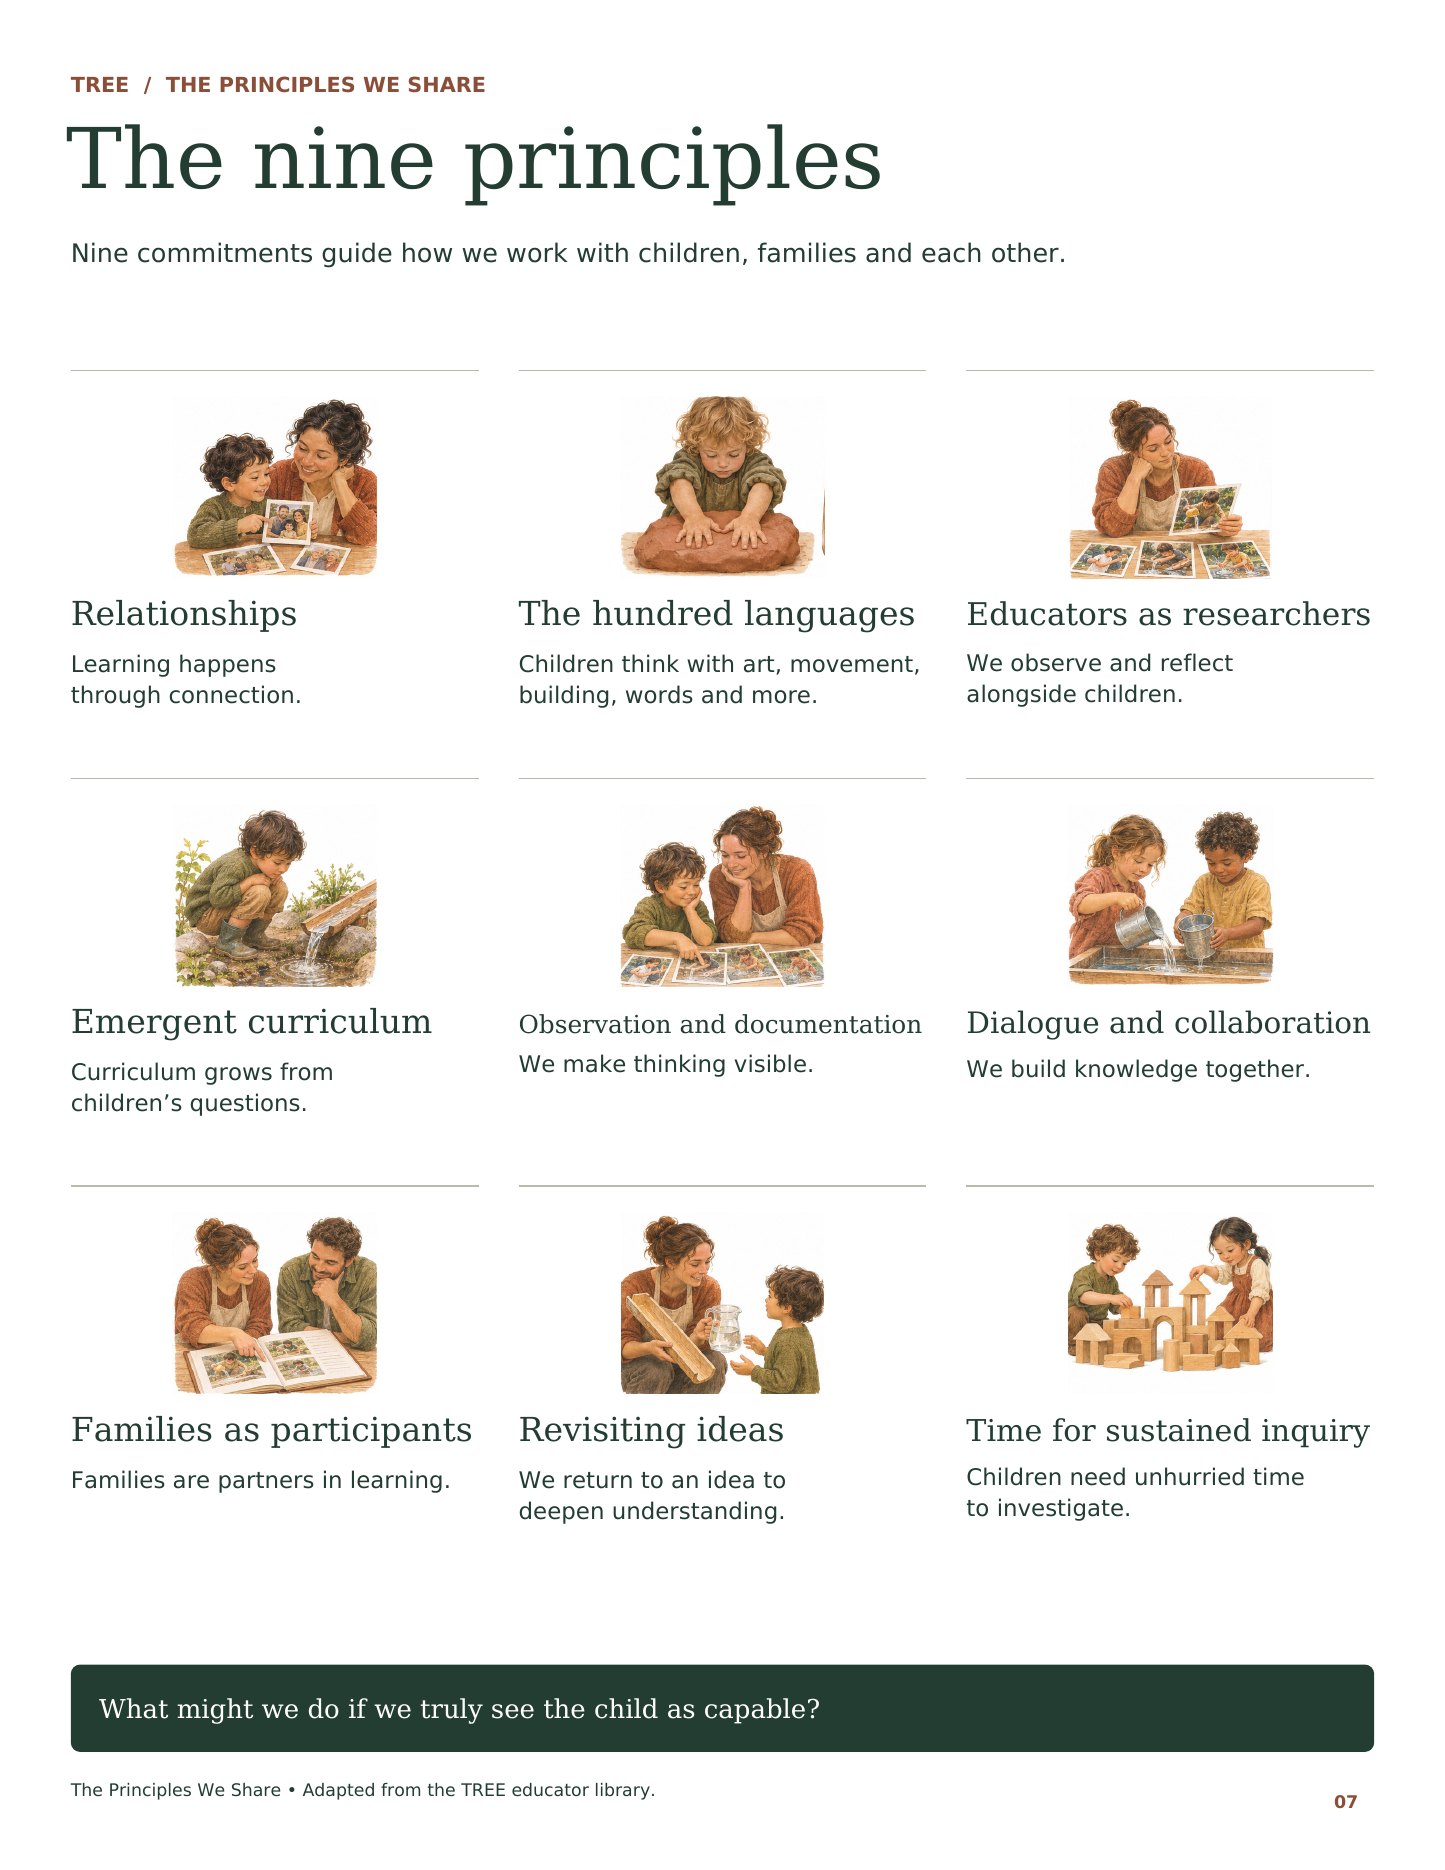 TREE / THE PRINCIPLES WE SHARE
The nine principles
Nine commitments guide how we work with children, families and each other.
Relationships
Learning happens
through connection.
The hundred languages
Children think with art, movement,
building, words and more.
Educators as researchers
We observe and reflect
alongside children.
Emergent curriculum
Curriculum grows from
children’s questions.
Observation and documentation
We make thinking visible.
Dialogue and collaboration
We build knowledge together.
Families as participants
Families are partners in learning.
Revisiting ideas
We return to an idea to
deepen understanding.
Time for sustained inquiry
Children need unhurried time
to investigate.
What might we do if we truly see the child as capable?
The Principles We Share • Adapted from the TREE educator library.
07